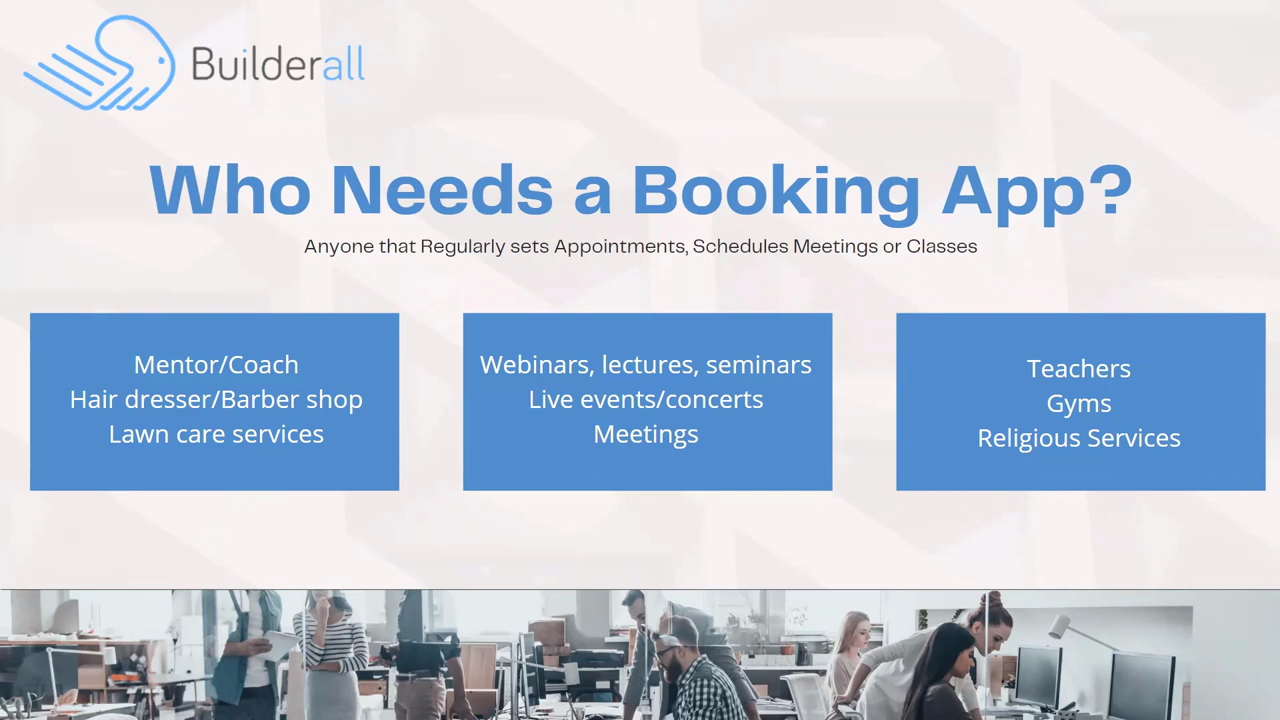 Builderall
Who Needs a Booking App?
Anyone that Regularly sets Appointments, Schedules Meetings or Classes
Mentor/Coach
Hair dresser/Barber shop
Lawn care services
Webinars, lectures, seminars
Live events/concerts
Meetings
Teachers
Gyms
Religious Services